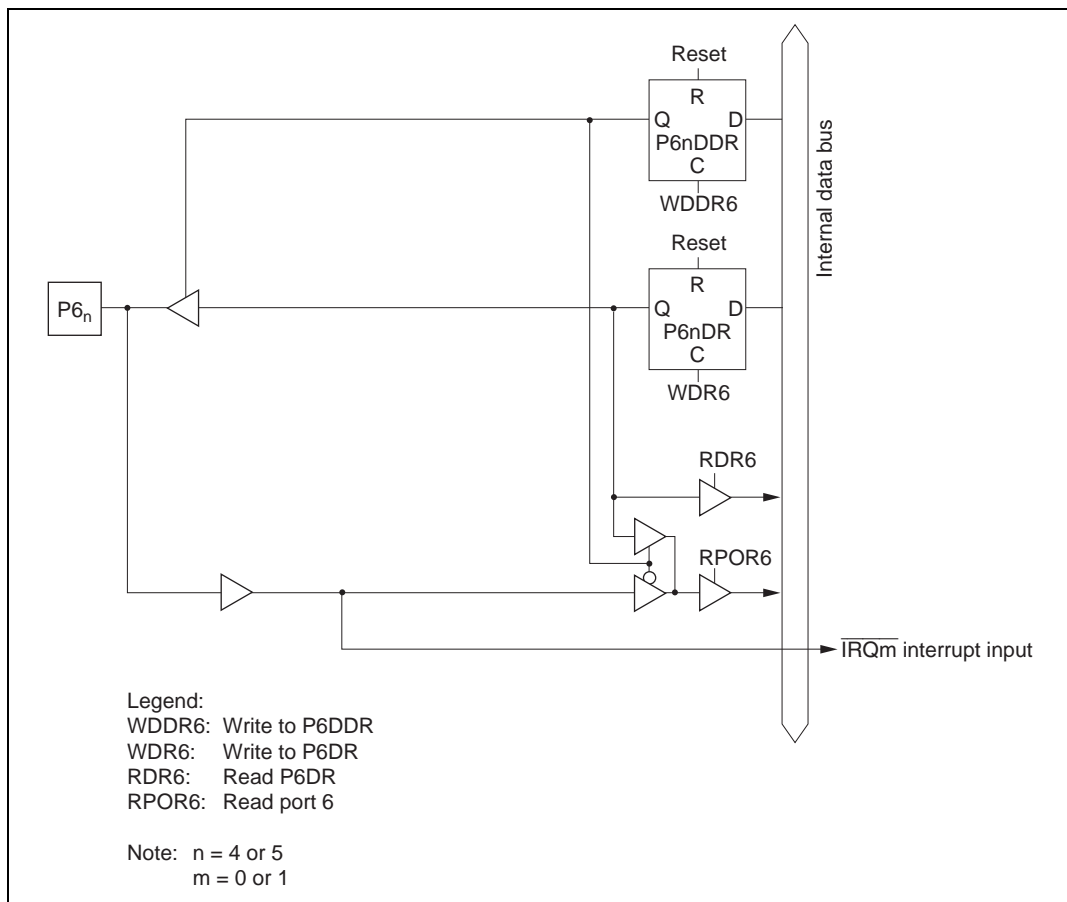 Reset
R
Q D
P6nDDR
C
WDDR6
Internal data bus
Reset
R
P6n
Q D
P6nDR
C
WDR6
RDR6
RPOR6
IRQm interrupt input
Legend:
WDDR6: Write to P6DDR
WDR6: Write to P6DR
RDR6: Read P6DR
RPOR6: Read port 6
Note: n = 4 or 5
m = 0 or 1